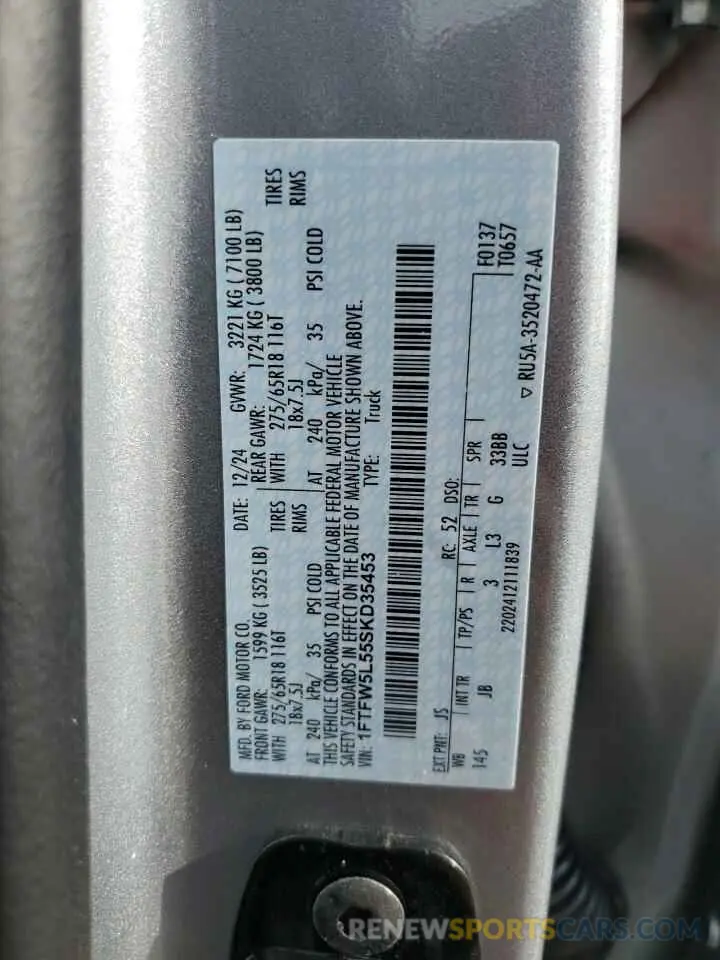 MFD. BY FORD MOTOR CO.
DATE: 12/24 GVWR: 3221 KG ( 7100 LB)
FRONT GAWR: 1599 KG ( 3525 LB) REAR GAWR: 1724 KG ( 3800 LB)
WITH 275/65R18 116T TIRES WITH 275/65R18 116T TIRES
18x7.5J RIMS 18x7.5J RIMS
AT 240 kPa/ 35 PSI COLD AT 240 kPa/ 35 PSI COLD
THIS VEHICLE CONFORMS TO ALL APPLICABLE FEDERAL MOTOR VEHICLE
SAFETY STANDARDS IN EFFECT ON THE DATE OF MANUFACTURE SHOWN ABOVE.
VIN: 1FTFW5L55SKD35453 TYPE: Truck
EXT PNT: JS RC: 52 DSO: F0137
WB INT TR TP/PS R AXLE TR SPR T0657
145 JB 3 L3 G 33BB
2202412111839 ULC ▽ RU5A-3520472-AA
RENEWSPORTSCARS.COM